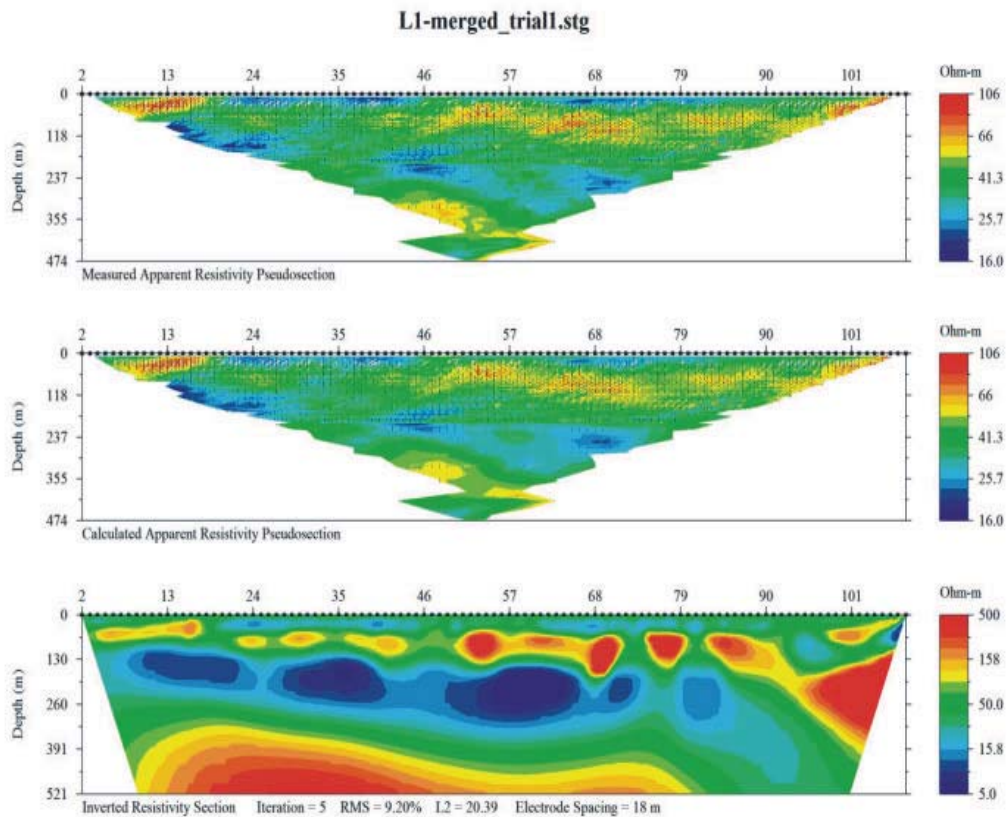 L1-merged_trial1.stg
2 13 24 35 46 57 68 79 90 101 Ohm-m
0 106
118 66
Depth (m)
237 41.3
355 25.7
474 16.0
Measured Apparent Resistivity Pseudosection
2 13 24 35 46 57 68 79 90 101 Ohm-m
0 106
118 66
Depth (m)
237 41.3
355 25.7
474 16.0
Calculated Apparent Resistivity Pseudosection
2 13 24 35 46 57 68 79 90 101 Ohm-m
0 500
130 15.8
Depth (m)
260 50.0
391 15.8
521 5.0
Inverted Resistivity Section Iteration = 5 RMS = 9.20% L2 = 20.39 Electrode Spacing = 18 m